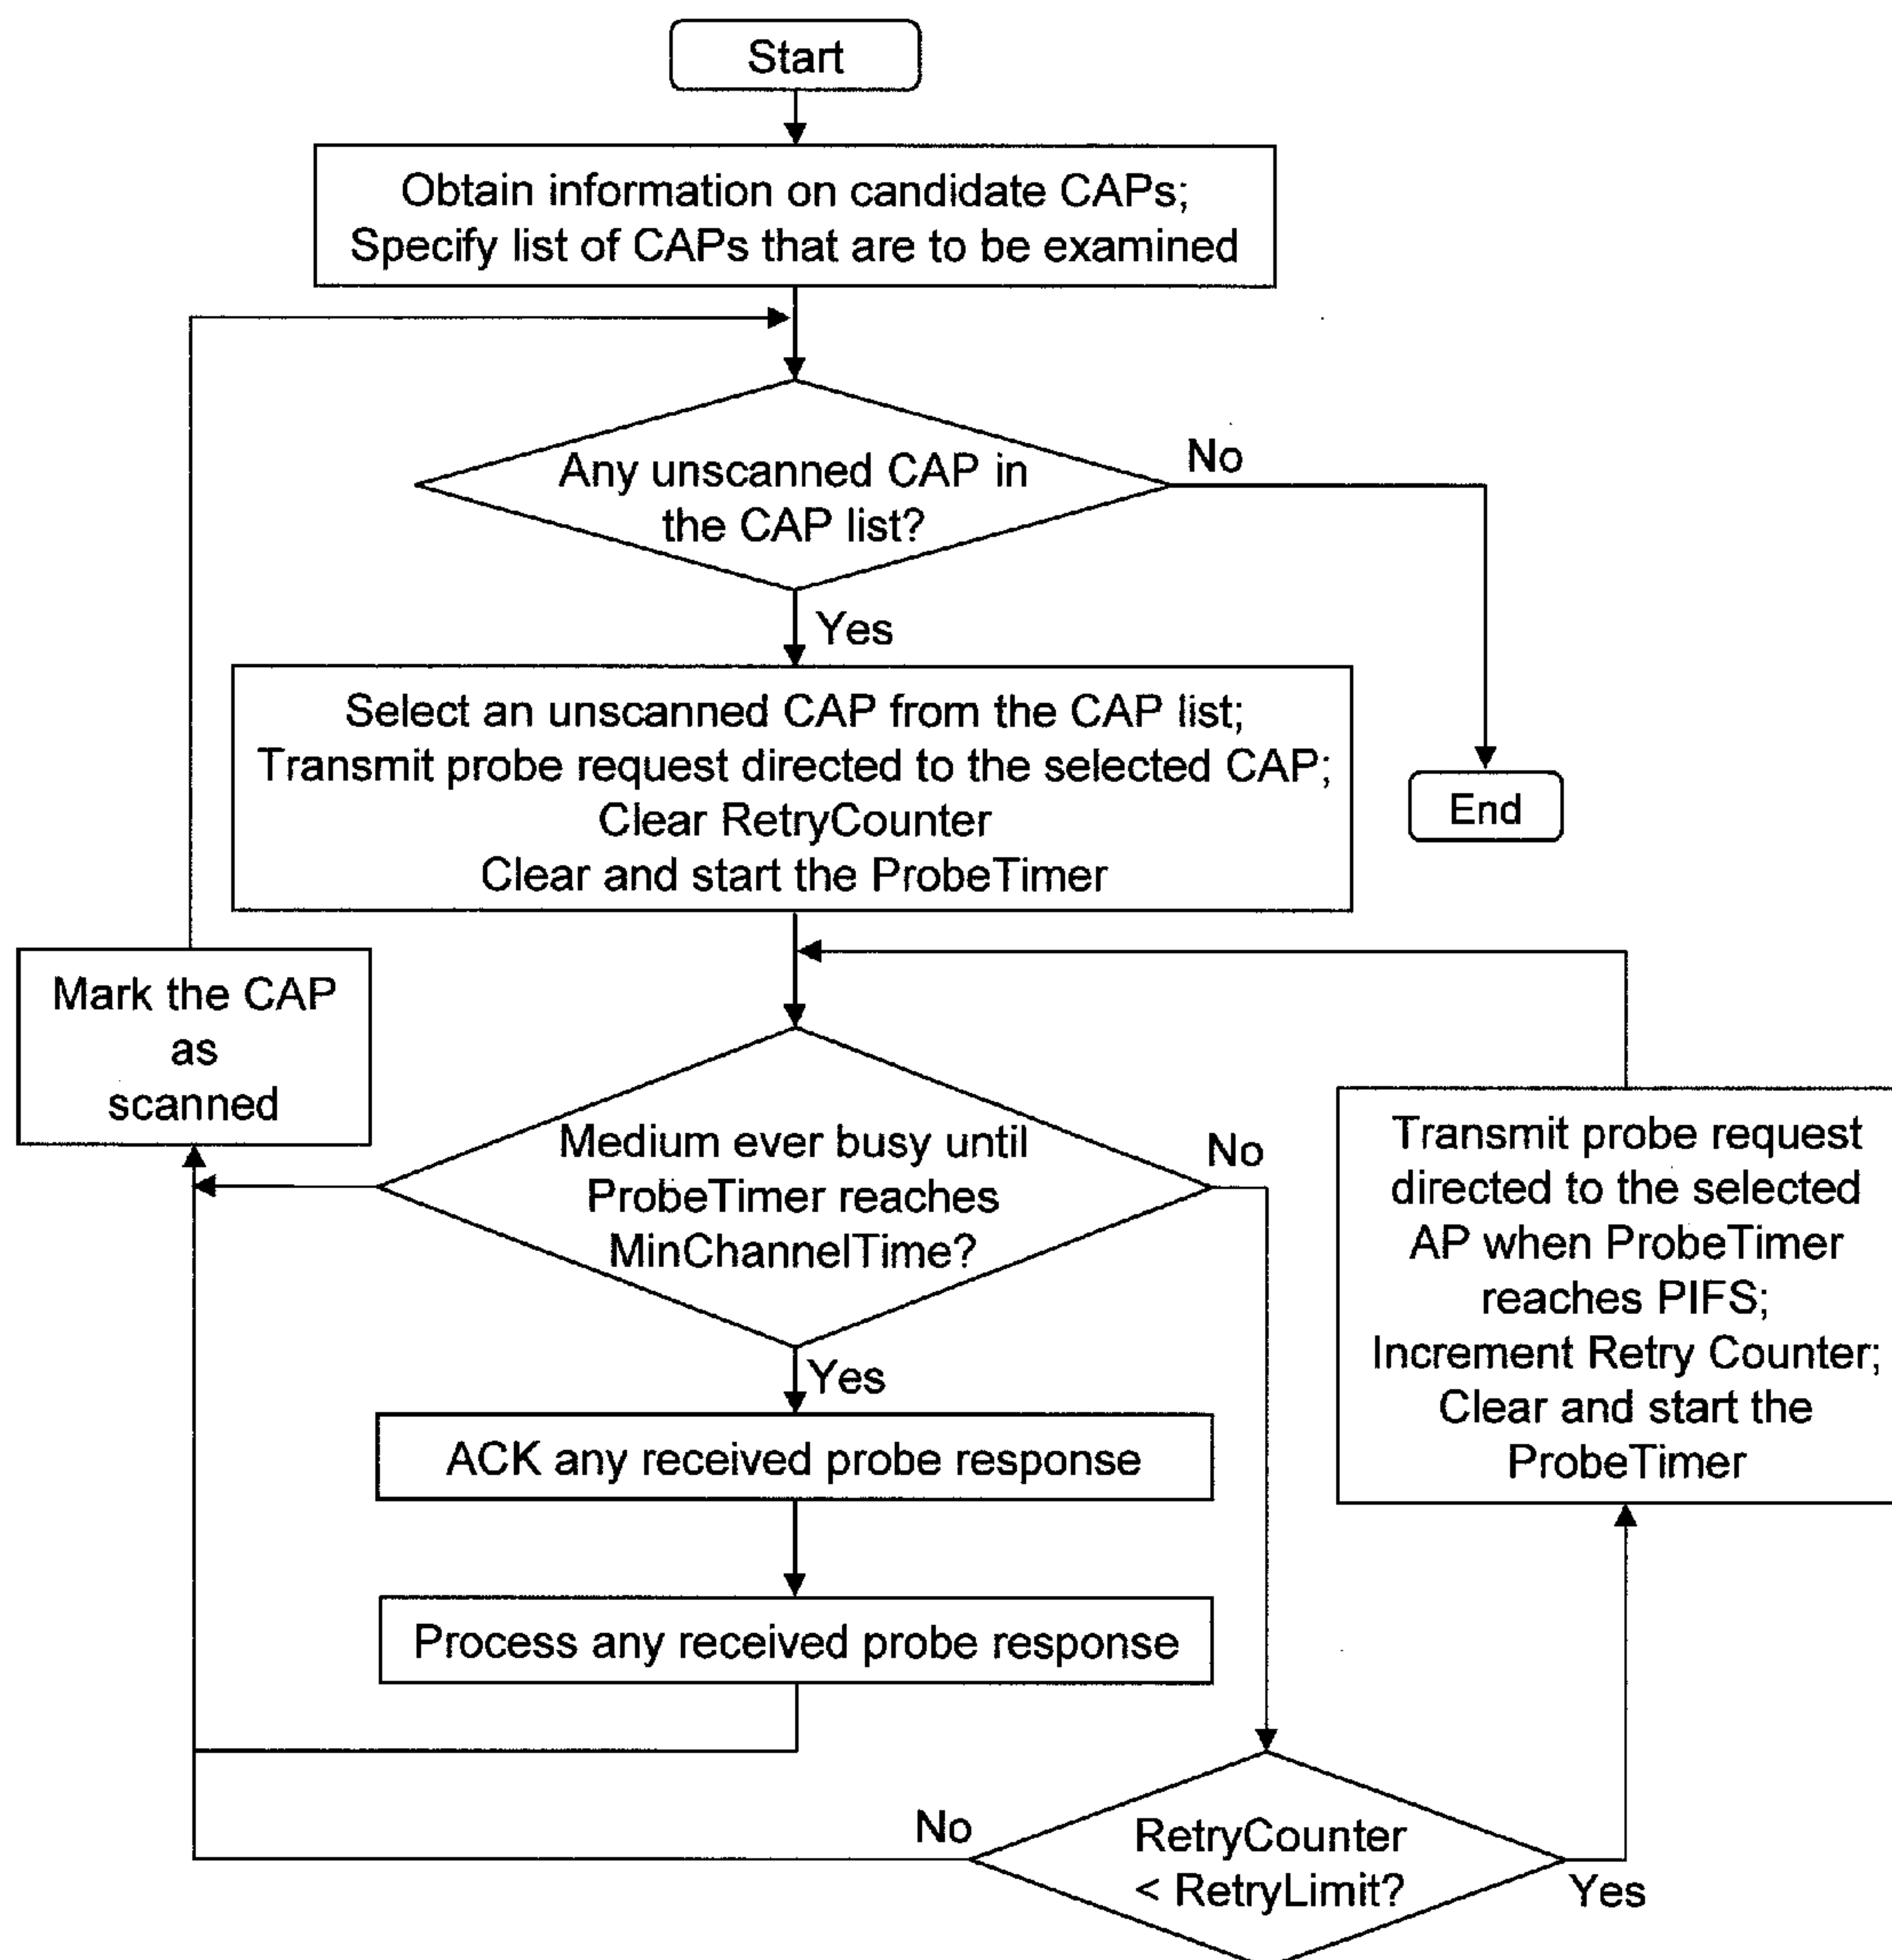 Start
Obtain information on candidate CAPs;
Specify list of CAPs that are to be examined
Any unscanned CAP in
the CAP list?
No
Yes
Select an unscanned CAP from the CAP list;
Transmit probe request directed to the selected CAP;
Clear RetryCounter
Clear and start the ProbeTimer
End
Mark the CAP
as
scanned
Medium ever busy until
ProbeTimer reaches
MinChannelTime?
No
Yes
Transmit probe request
directed to the selected
AP when ProbeTimer
reaches PIFS;
Increment Retry Counter;
Clear and start the
ProbeTimer
ACK any received probe response
Process any received probe response
No
RetryCounter
< RetryLimit?
Yes